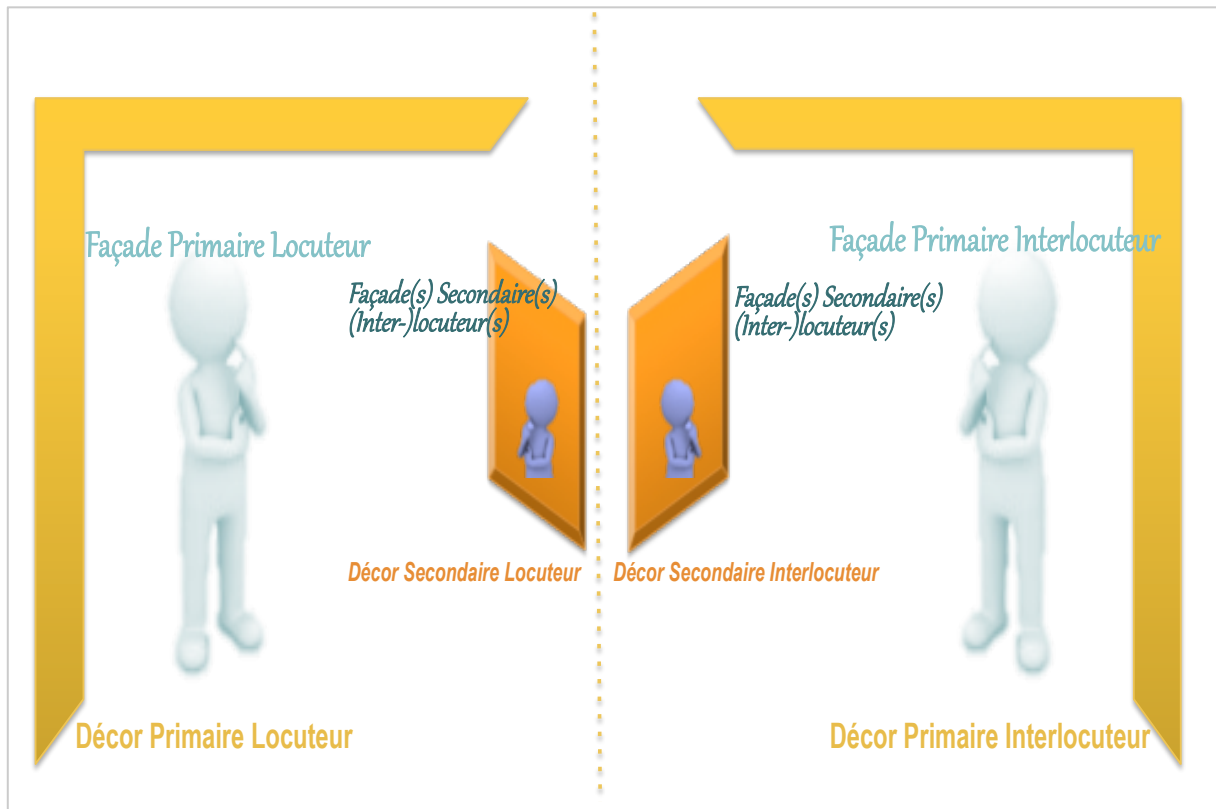 Façade Primaire Locuteur
Façade(s) Secondaire(s)
(Inter-)locuteur(s)
Décor Secondaire Locuteur
Décor Primaire Locuteur
Façade Primaire Interlocuteur
Façade(s) Secondaire(s)
(Inter-)locuteur(s)
Décor Secondaire Interlocuteur
Décor Primaire Interlocuteur